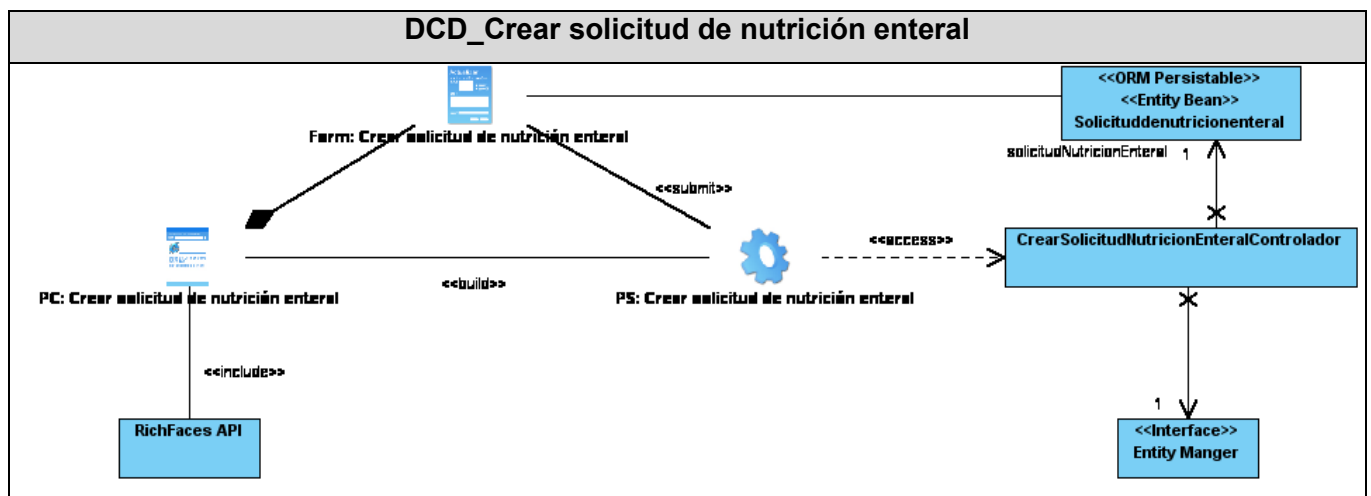 DCD_Crear solicitud de nutrición enteral
<<ORM Persistable>>
<<Entity Bean>>
Solicituddenutricionenteral
Form: Crear solicitud de nutrición enteral
solicitudNutricionEnteral 1
<<submit>>
CrearSolicitudNutricionEnteralControlador
<<access>>
<<build>>
PC: Crear solicitud de nutrición enteral
PS: Crear solicitud de nutrición enteral
<<include>>
1
RichFaces API
<<Interface>>
Entity Manger